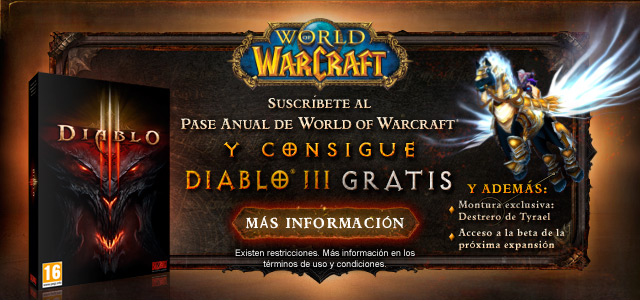 WORLD
OF
WARCRAFT
SUSCRÍBETE AL
PASE ANUAL DE WORLD OF WARCRAFT®
Y CONSIGUE
DIABLO® III GRATIS
MÁS INFORMACIÓN
Existen restricciones. Más información en los
términos de uso y condiciones.
Y ADEMÁS:
Montura exclusiva:
Destrero de Tyrael
Acceso a la beta de la
próxima expansión
DIABLO
III
16